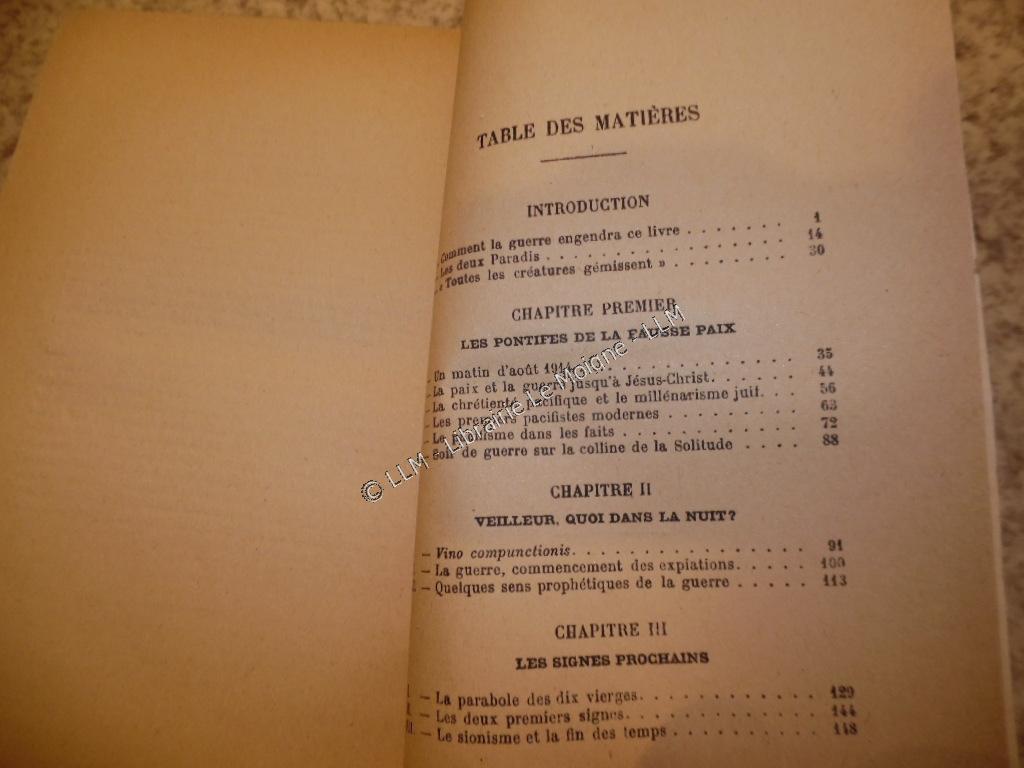 TABLE DES MATIÈRES
INTRODUCTION
Comment la guerre engendra ce livre . . . . . . . 1
Les deux Paradis . . . . . . . . . . . . . 14
« Toutes les créatures gémissent » . . . . . . . . 30
CHAPITRE PREMIER
LES PONTIFES DE LA FAUSSE PAIX
Un matin d'août 1914 . . . . . . . . . . . . 35
La paix et la guerre jusqu'à Jésus-Christ. . . . . . . 44
La chrétienté pacifique et le millénarisme juif. . . . 56
Les premiers pacifistes modernes . . . . . . . . . 63
Le dans les faits . . . . . . . . . . . 72
Soir de guerre sur la colline de la Solitude . . . . 88
CHAPITRE II
VEILLEUR, QUOI DANS LA NUIT?
— Vino compunctionis. . . . . . . . . . . . . . . 91
— La guerre, commencement des expiations. . . . . . 100
— Quelques sens prophétiques de la guerre . . . . . 113
CHAPITRE III
LES SIGNES PROCHAINS
I — La parabole des dix vierges. . . . . . . . . . . 129
— Les deux premiers signes. . . . . . . . . . . . 144
— Le sionisme et la fin des temps . . . . . . . . . 148
© LLM - Librairie Le Moigne - LLM